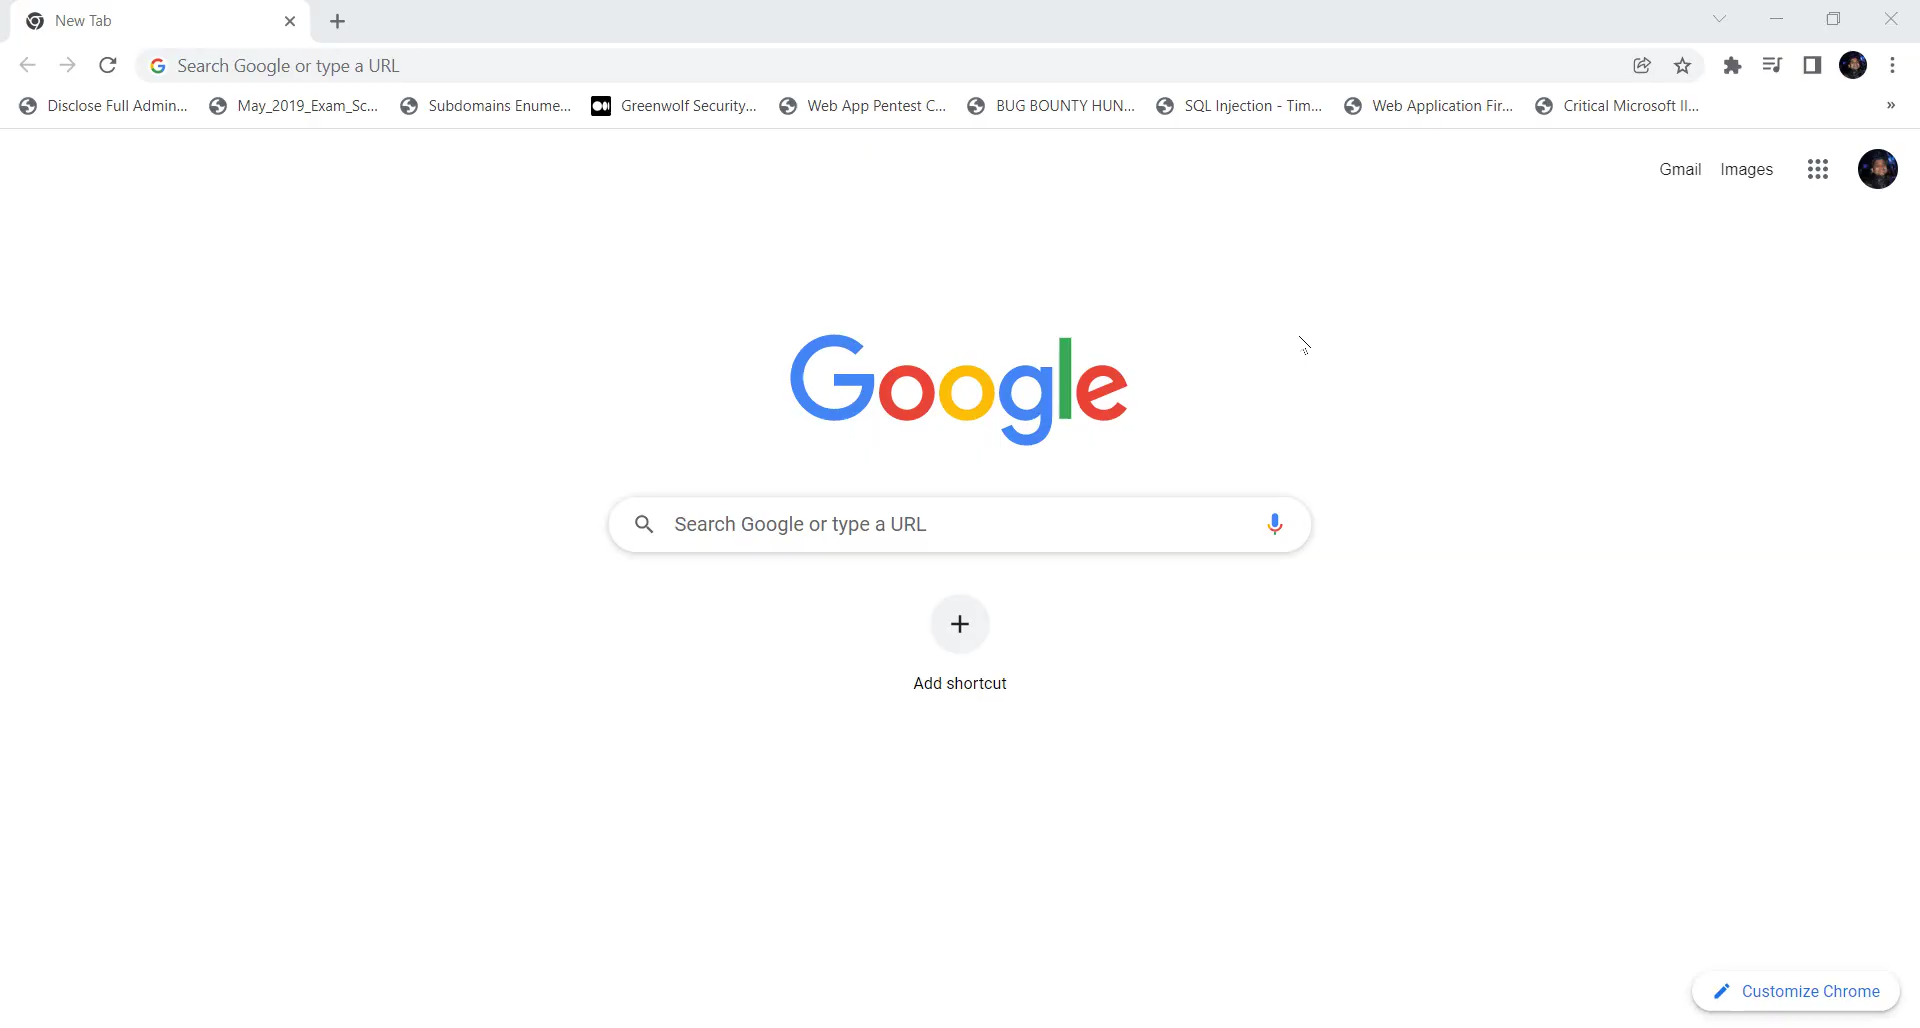 New Tab
Search Google or type a URL
Disclose Full Admin... May_2019_Exam_Sc... Subdomains Enume... Greenwolf Security... Web App Pentest C... BUG BOUNTY HUN... SQL Injection - Tim... Web Application Fir... Critical Microsoft II... »
Gmail Images
Google
Search Google or type a URL
Add shortcut
Customize Chrome